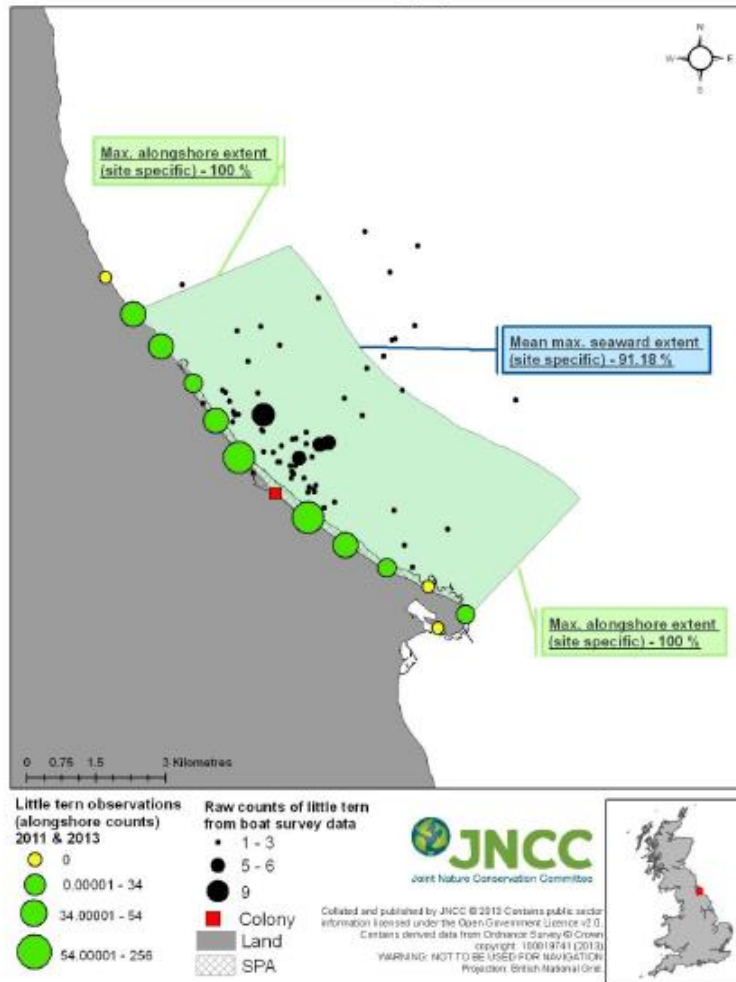 N
W E
S
Max. alongshore extent
(site specific) - 100 %
Mean max. seaward extent
(site specific) - 91.18 %
Max. alongshore extent
(site specific) - 100 %
0 0.75 1.5 3 Kilometres
Little tern observations
(alongshore counts)
2011 & 2013
0
0.00001 - 34
34.00001 - 54
54.00001 - 256
Raw counts of little tern
from boat survey data
1 - 3
5 - 6
9
Colony
Land
SPA
JNCC
Joint Nature Conservation Committee
Collated and published by JNCC © 2013 Contains public sector
information licensed under the Open Government Licence v2.0.
Contains derived data from Ordnance Survey © Crown
copyright. 100019741 (2013)
WARNING: NOT TO BE USED FOR NAVIGATION
Projection: British National Grid.